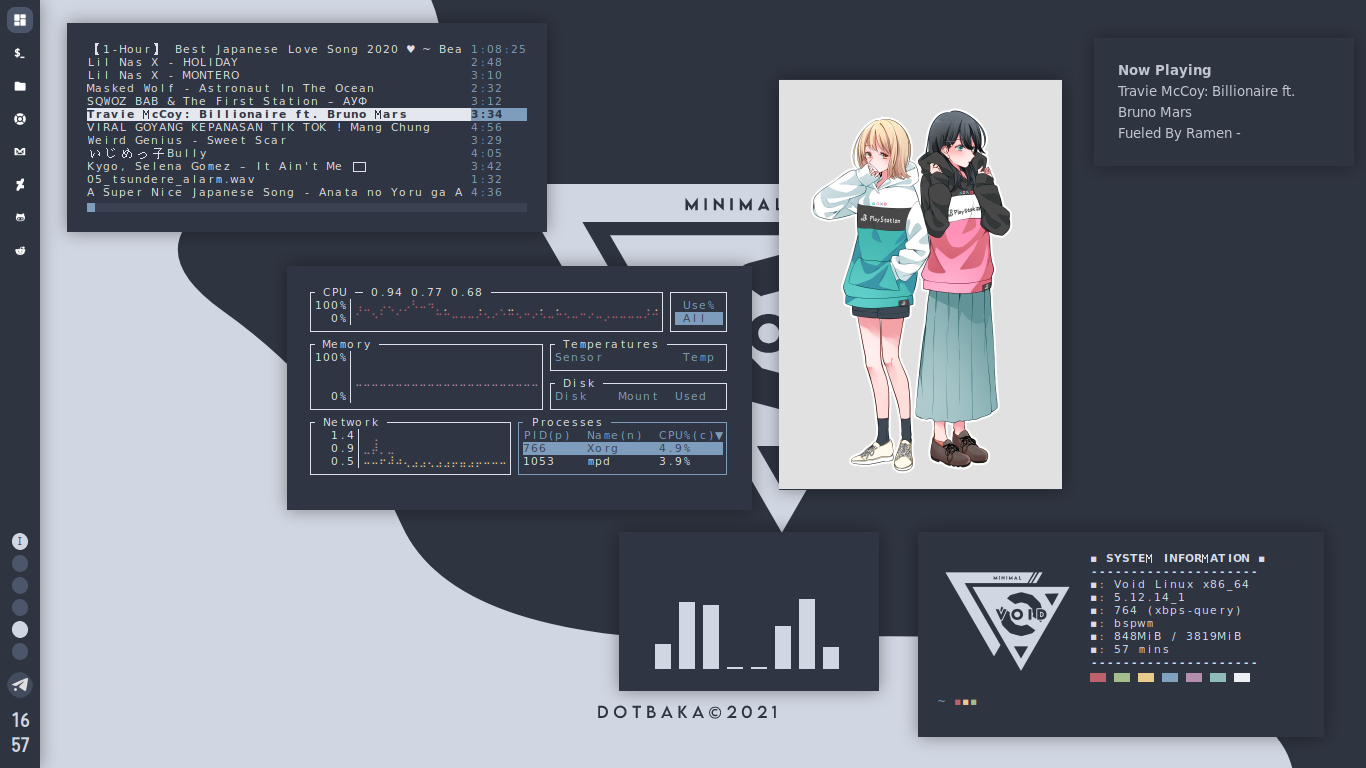 【1-Hour】 Best Japanese Love Song 2020 ♥ ~ Bea 1:08:25
Lil Nas X - HOLIDAY 2:48
Lil Nas X - MONTERO 3:10
Masked Wolf - Astronaut In The Ocean 2:32
SQWOZ BAB & The First Station – АУФ 3:12
Travie McCoy: Billionaire ft. Bruno Mars 3:34
VIRAL GOYANG KEPANASAN TIK TOK ! Mang Chung 4:56
Weird Genius - Sweet Scar 3:29
いじめっ子Bully 4:05
Kygo, Selena Gomez - It Ain't Me 3:42
05_tsundere_alarm.wav 1:32
A Super Nice Japanese Song - Anata no Yoru ga A 4:36
Now Playing
Travie McCoy: Billionaire ft.
Bruno Mars
Fueled By Ramen -
$_
MINIMAL
PlayStation
PlayStation
CPU — 0.94 0.77 0.68
100%
0%
Use%
All
Memory
100%
0%
Temperatures
Sensor Temp
Disk
Disk Mount Used
Network
1.4
0.9
0.5
Processes
PID(p) Name(n) CPU%(c)▼
766 Xorg 4.9%
1053 mpd 3.9%
MINIMAL
VOID
▪ SYSTEM INFORMATION ▪
---------------------
▪: Void Linux x86_64
▪: 5.12.14_1
▪: 764 (xbps-query)
▪: bspwm
▪: 848MiB / 3819MiB
▪: 57 mins
---------------------
~ ▪▪▪
DOTBAKA©2021
I
16
57